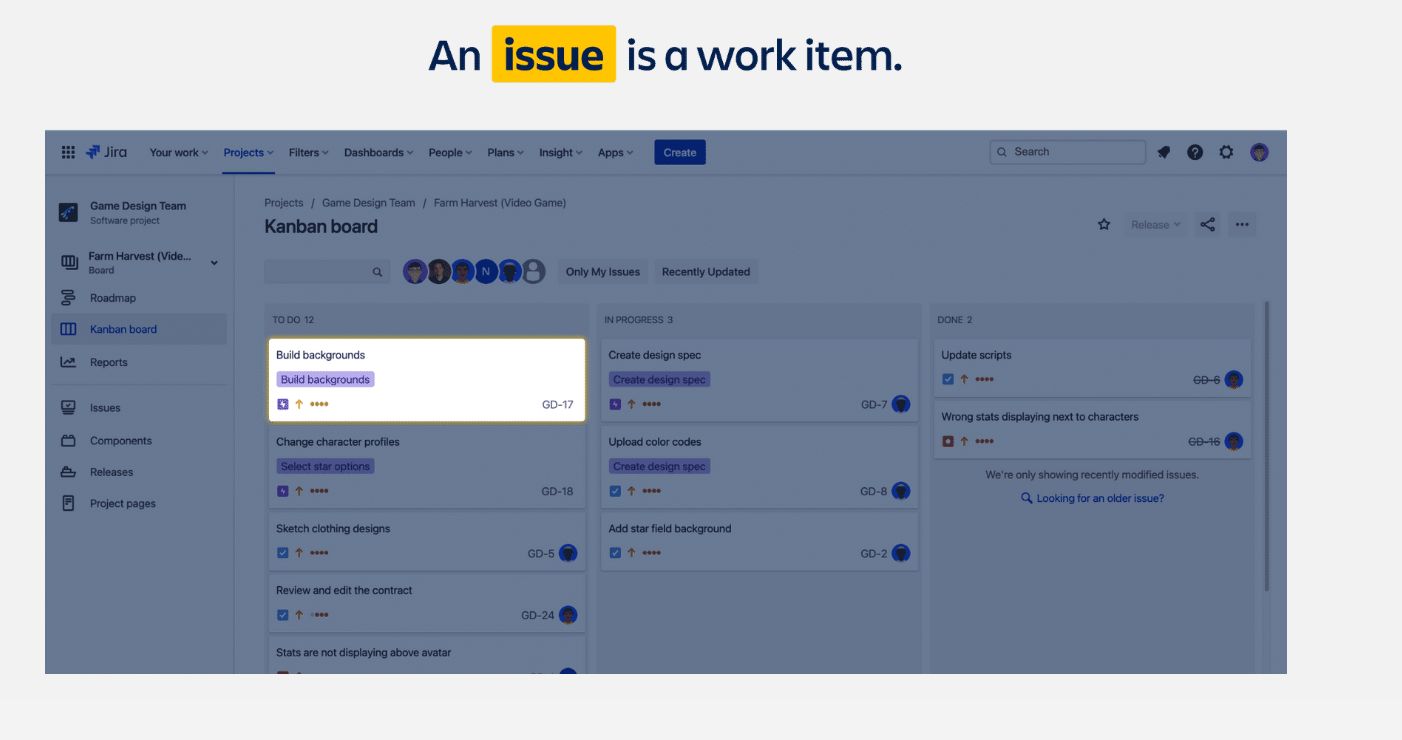 An issue is a work item.
Jira Your work Projects Filters Dashboards People Plans Insight Apps Create Search
Game Design Team
Software project
Farm Harvest (Vide...
Board
Roadmap
Kanban board
Reports
Issues
Components
Releases
Project pages
Projects / Game Design Team / Farm Harvest (Video Game)
Kanban board
Release
N
Only My Issues Recently Updated
TO DO 12
Build backgrounds
Build backgrounds
GD-17
Change character profiles
Select star options
GD-18
Sketch clothing designs
GD-5
Review and edit the contract
GD-24
Stats are not displaying above avatar
IN PROGRESS 3
Create design spec
Create design spec
GD-7
Upload color codes
Create design spec
GD-8
Add star field background
GD-2
DONE 2
Update scripts
GD-6
Wrong stats displaying next to characters
GD-16
We're only showing recently modified issues.
Looking for an older issue?